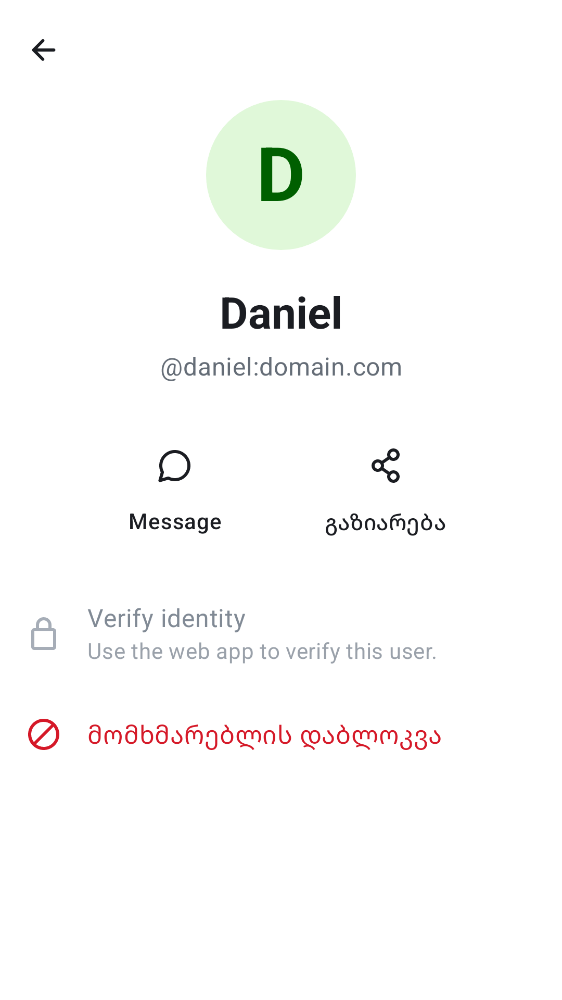 D
Daniel
@daniel:domain.com
Message
გაზიარება
Verify identity
Use the web app to verify this user.
მომხმარებლის დაბლოკვა